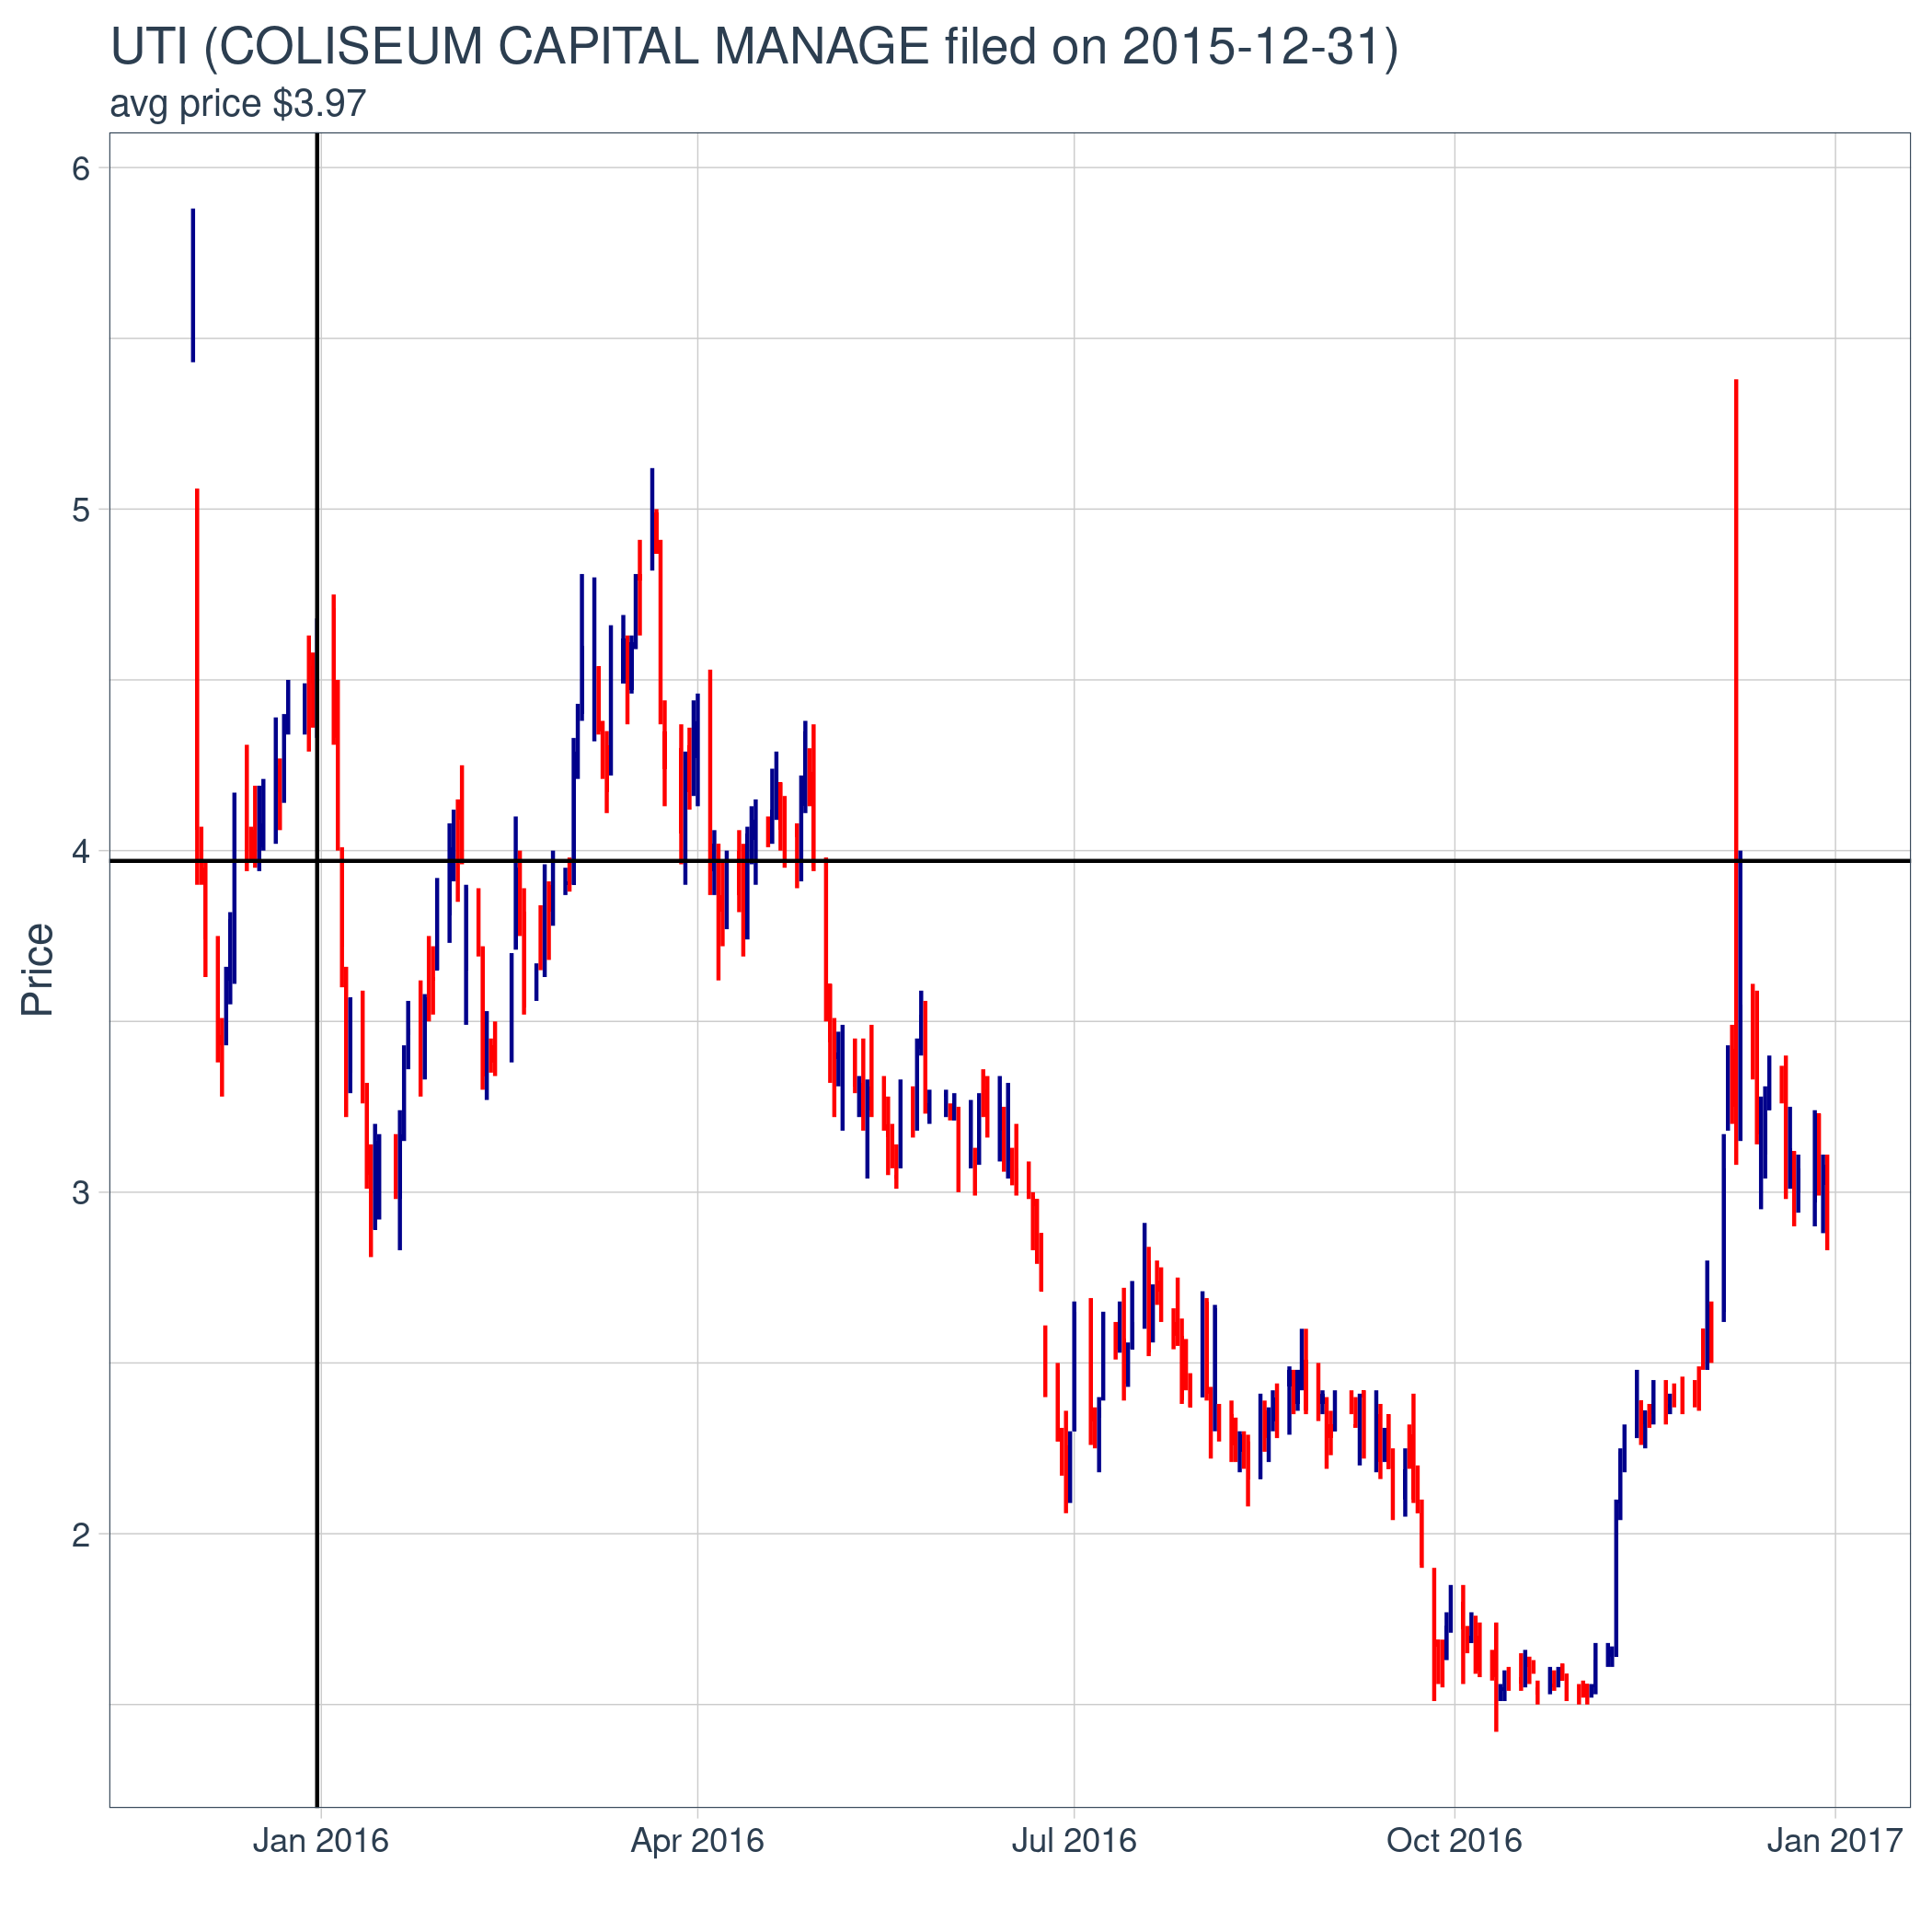 UTI (COLISEUM CAPITAL MANAGE filed on 2015-12-31)
avg price $3.97
6
5
4
3
2
Price
Jan 2016
Apr 2016
Jul 2016
Oct 2016
Jan 2017